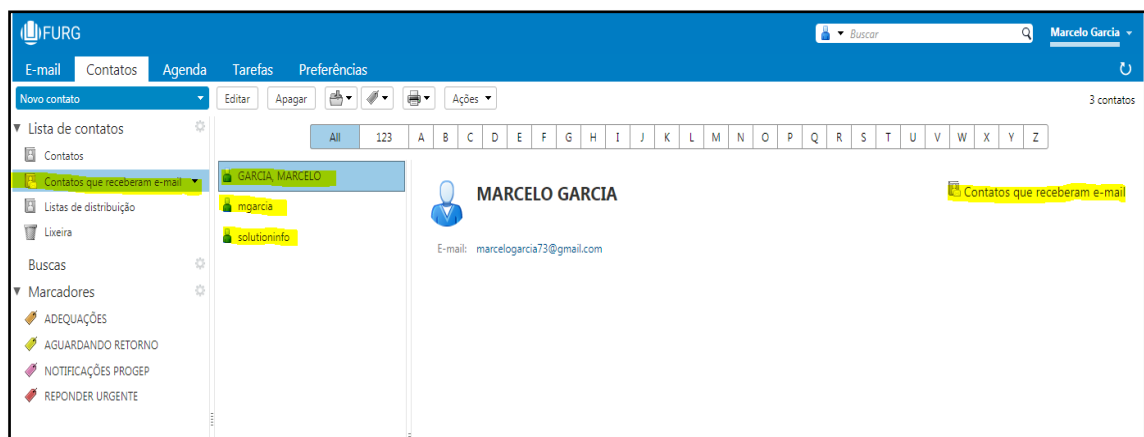 FURG
Buscar
Marcelo Garcia
E-mail Contatos Agenda Tarefas Preferências
Novo contato Editar Apagar Ações 3 contatos
Lista de contatos
All 123 A B C D E F G H I J K L M N O P Q R S T U V W X Y Z
Contatos
Contatos que receberam e-mail
Listas de distribuição
Lixeira
Buscas
Marcadores
ADEQUAÇÕES
AGUARDANDO RETORNO
NOTIFICAÇÕES PROGEP
REPONDER URGENTE
GARCIA, MARCELO
mgarcia
solutioninfo
MARCELO GARCIA
Contatos que receberam e-mail
E-mail: marcelogarcia73@gmail.com